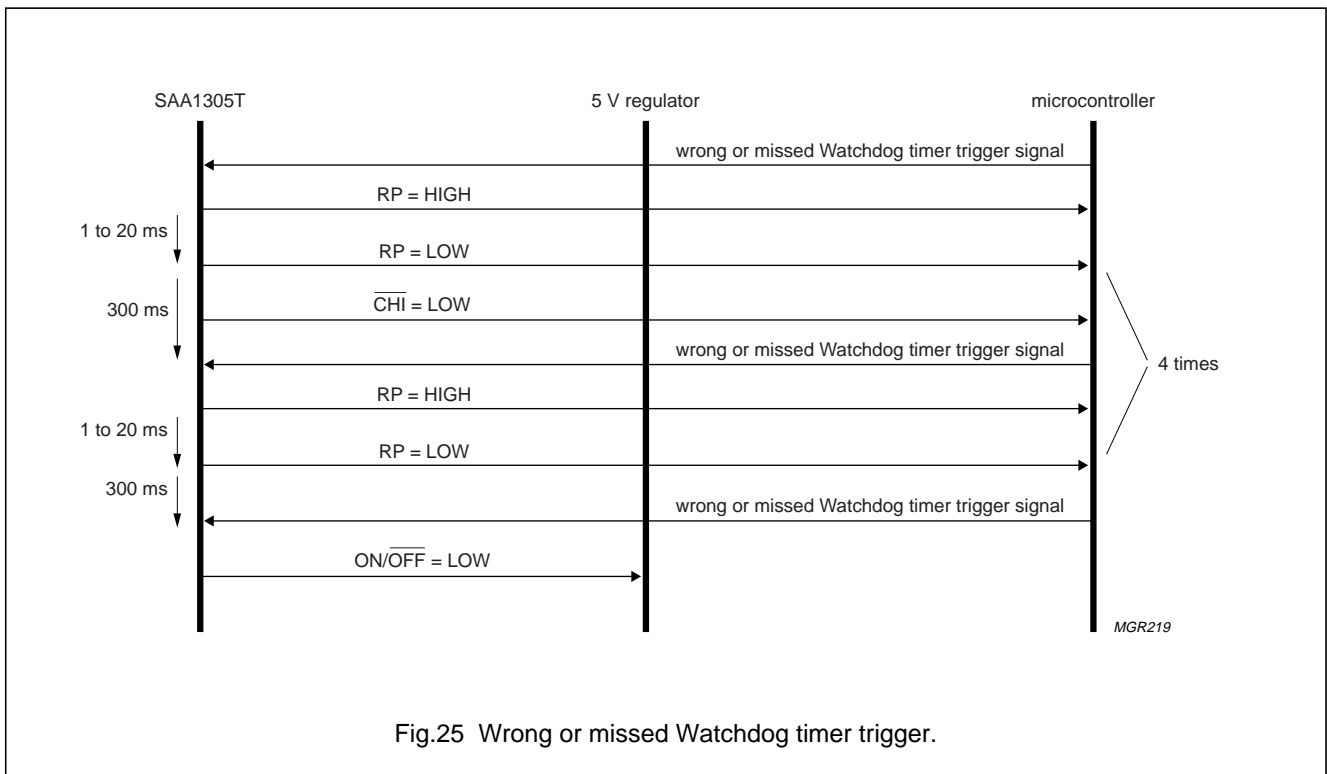 SAA1305T 5 V regulator microcontroller
wrong or missed Watchdog timer trigger signal
RP = HIGH
1 to 20 ms
RP = LOW
300 ms
C̅H̅I̅ = LOW
wrong or missed Watchdog timer trigger signal
4 times
RP = HIGH
1 to 20 ms
RP = LOW
300 ms
wrong or missed Watchdog timer trigger signal
ON/O̅F̅F̅ = LOW
MGR219
Fig.25 Wrong or missed Watchdog timer trigger.